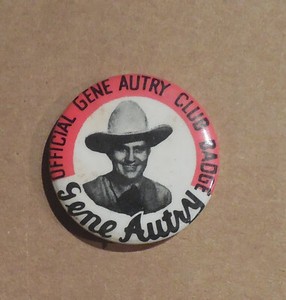 OFFICIAL GENE AUTRY CLUB BADGE
Gene Autry